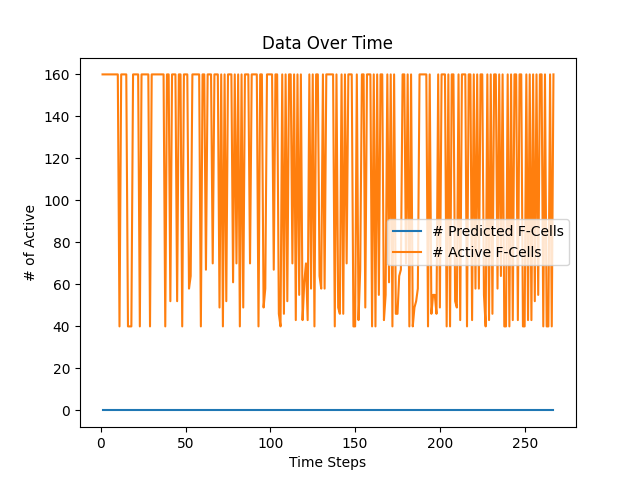 Data Over Time
160
140
120
100
80
60
40
20
0
# of Active
# Predicted F-Cells
# Active F-Cells
0 50 100 150 200 250
Time Steps